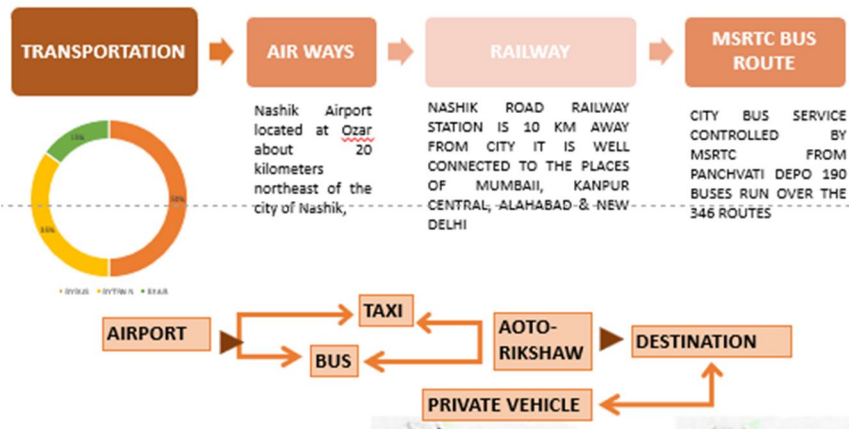 TRANSPORTATION
AIR WAYS
RAILWAY
MSRTC BUS
ROUTE
Nashik Airport
located at Ozar
about 20
kilometers
northeast of the
city of Nashik,
NASHIK ROAD RAILWAY
STATION IS 10 KM AWAY
FROM CITY IT IS WELL
CONNECTED TO THE PLACES
OF MUMBAII, KANPUR
CENTRAL, ALAHABAD & NEW
DELHI
CITY BUS SERVICE
CONTROLLED BY
MSRTC FROM
PANCHVATI DEPO 190
BUSES RUN OVER THE
346 ROUTES
50%
35%
15%
AIRPORT
TAXI
BUS
AOTO-
RIKSHAW
DESTINATION
PRIVATE VEHICLE